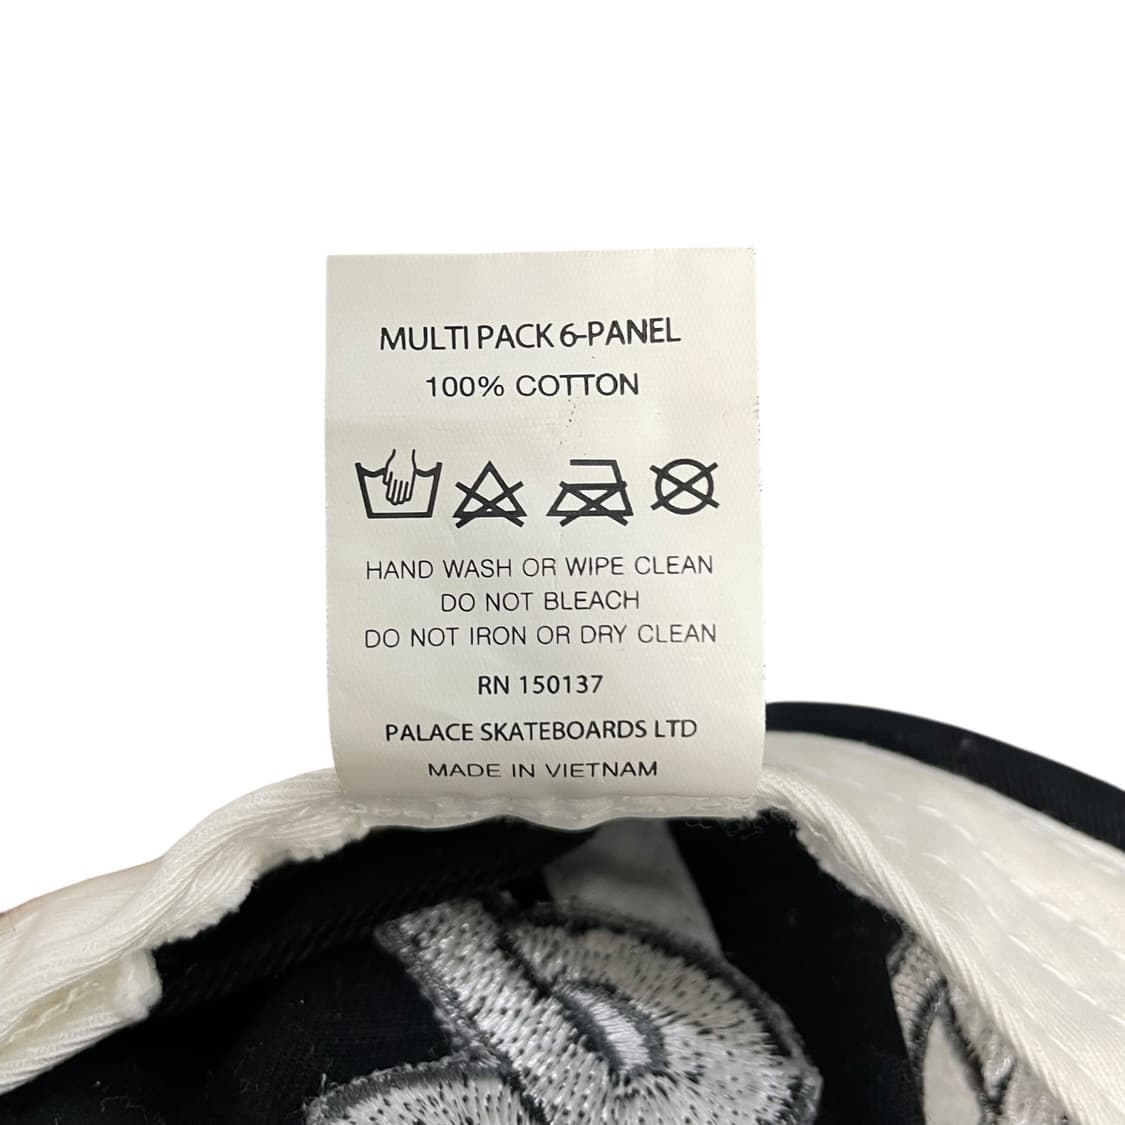 MULTI PACK 6-PANEL
100% COTTON
HAND WASH OR WIPE CLEAN
DO NOT BLEACH
DO NOT IRON OR DRY CLEAN
RN 150137
PALACE SKATEBOARDS LTD
MADE IN VIETNAM